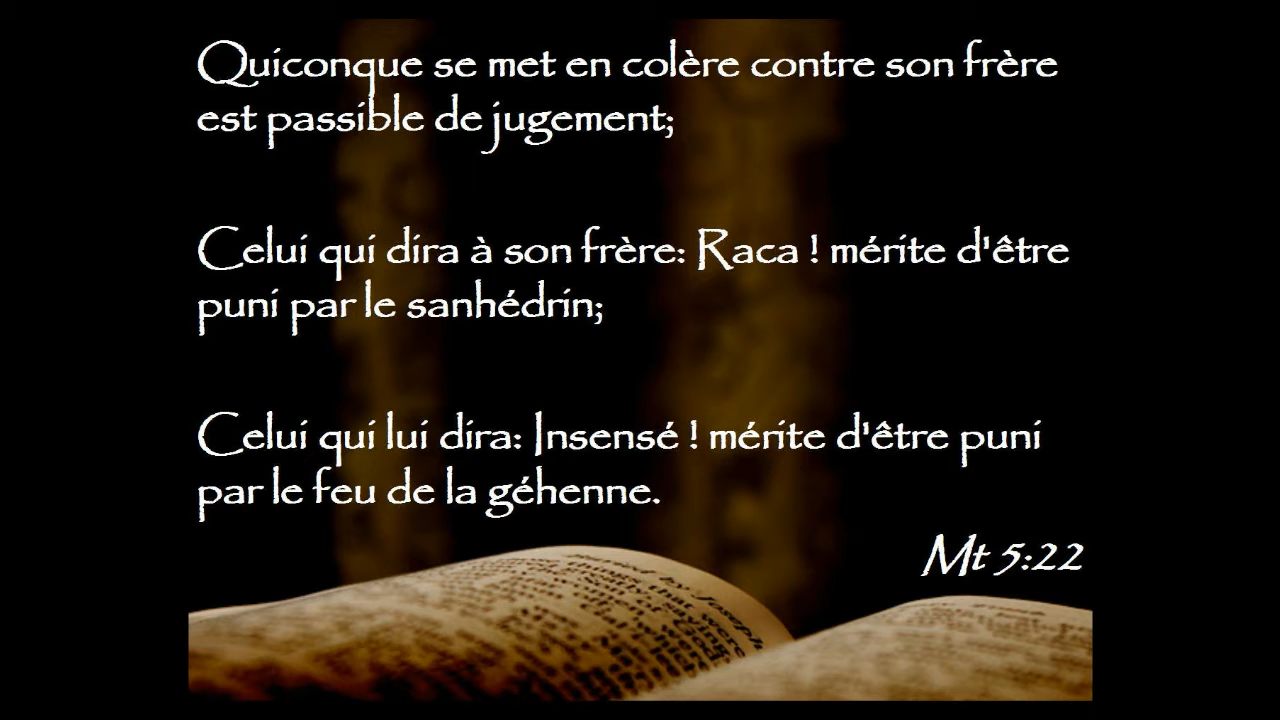 Quiconque se met en colère contre son frère
est passible de jugement;
Celui qui dira à son frère: Raca ! mérite d'être
puni par le sanhédrin;
Celui qui lui dira: Insensé ! mérite d'être puni
par le feu de la géhenne.
Mt 5:22